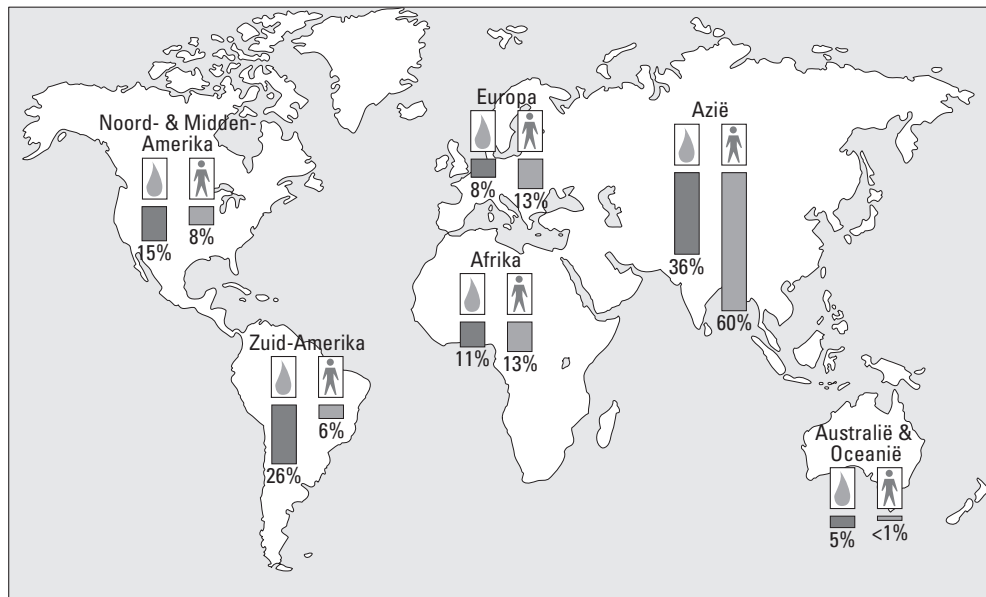 Noord- & Midden-
Amerika
15%
8%
Europa
8%
13%
Azië
36%
60%
Afrika
11%
13%
Zuid-Amerika
26%
6%
Australië &
Oceanië
5%
<1%